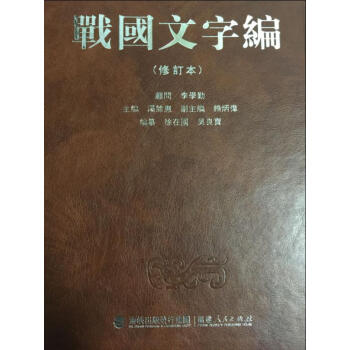 戰國文字編
（修訂本）
顧問 李學勤
主編 湯餘惠 副主編 賴炳偉
編纂 徐在國 吳良寶
海峽出版發行集團 福建人民出版社